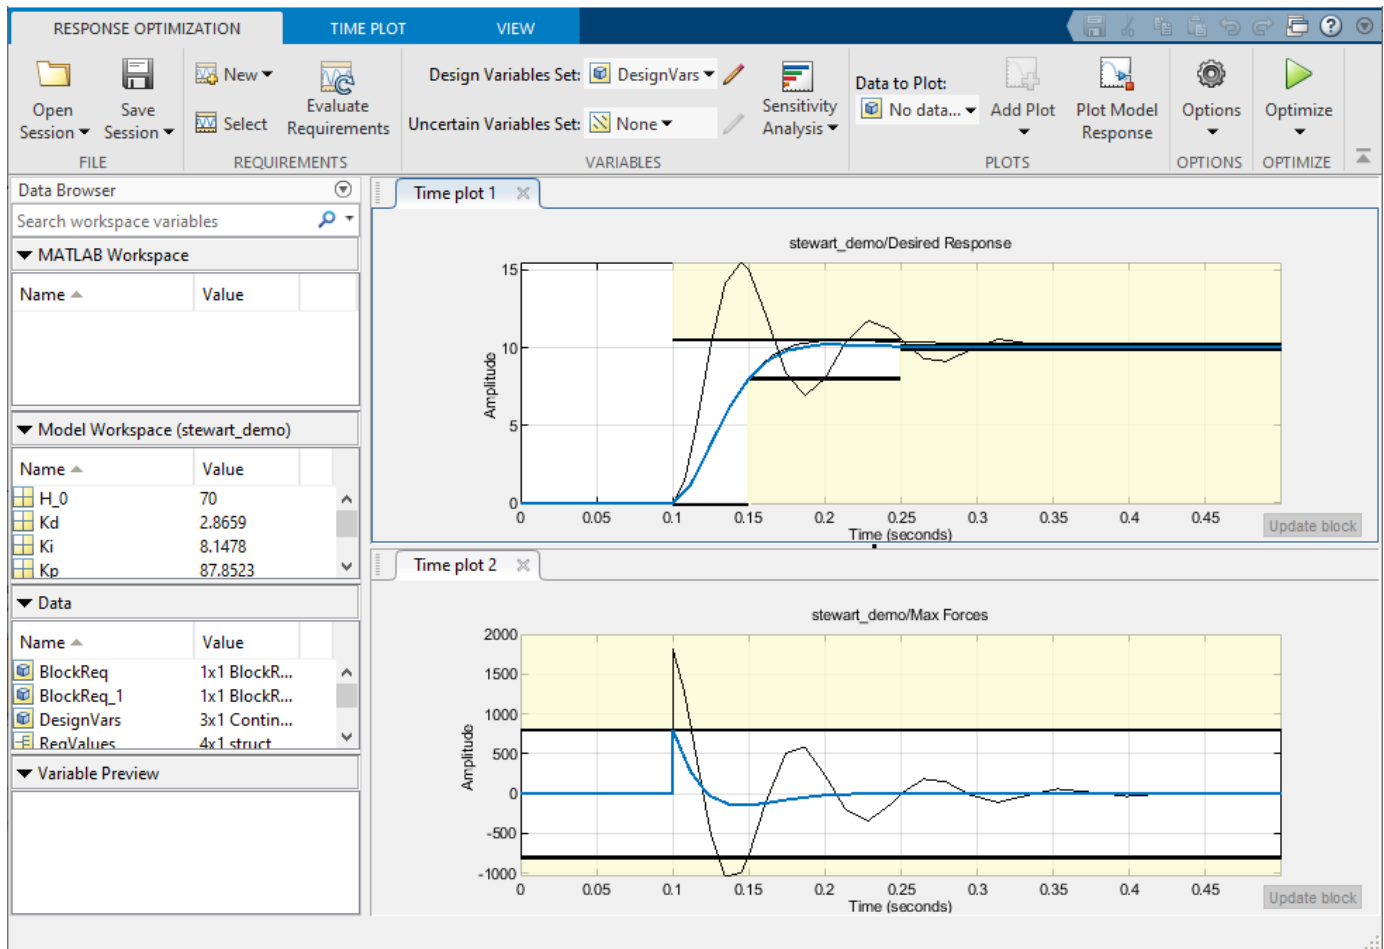 RESPONSE OPTIMIZATION TIME PLOT VIEW
New
Design Variables Set: DesignVars
Data to Plot:
Open Session
Save Session
Select
Evaluate Requirements
Uncertain Variables Set: None
Sensitivity Analysis
No data...
Add Plot
Plot Model Response
Options
Optimize
FILE REQUIREMENTS VARIABLES PLOTS OPTIONS OPTIMIZE
Data Browser
Search workspace variables
MATLAB Workspace
Name Value
Model Workspace (stewart_demo)
Name Value
H_0 70
Kd 2.8659
Ki 8.1478
Kp 87.8523
Data
Name Value
BlockReq 1x1 BlockR...
BlockReq_1 1x1 BlockR...
DesignVars 3x1 Contin...
ReqValues 4x1 struct
Variable Preview
Time plot 1
stewart_demo/Desired Response
15
10
5
0
Amplitude
0 0.05 0.1 0.15 0.2 0.25 0.3 0.35 0.4 0.45
Time (seconds)
Update block
Time plot 2
stewart_demo/Max Forces
2000
1500
1000
500
0
-500
-1000
Amplitude
0 0.05 0.1 0.15 0.2 0.25 0.3 0.35 0.4 0.45
Time (seconds)
Update block